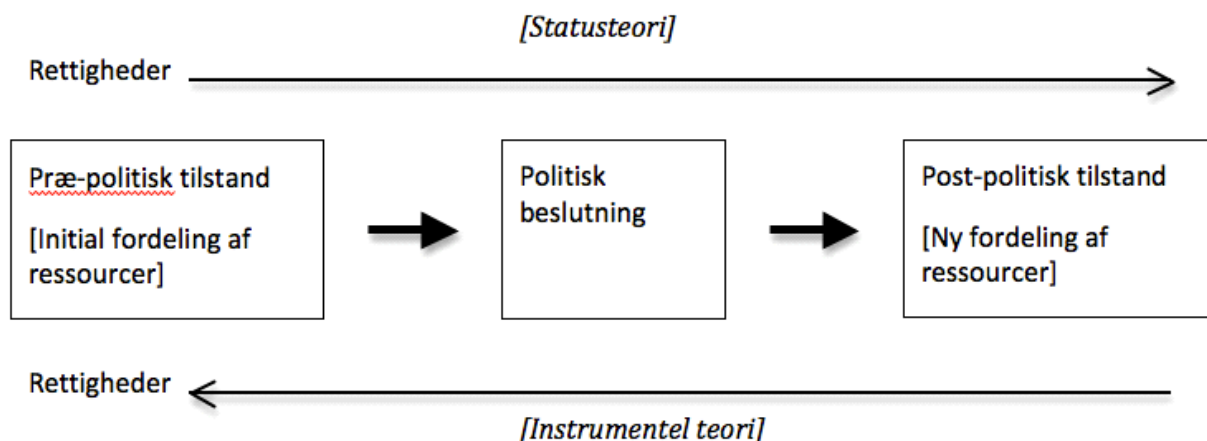 [Statusteori]
Rettigheder
Præ-politisk tilstand
[Initial fordeling af
ressourcer]
Politisk
beslutning
Post-politisk tilstand
[Ny fordeling af
ressourcer]
Rettigheder
[Instrumentel teori]